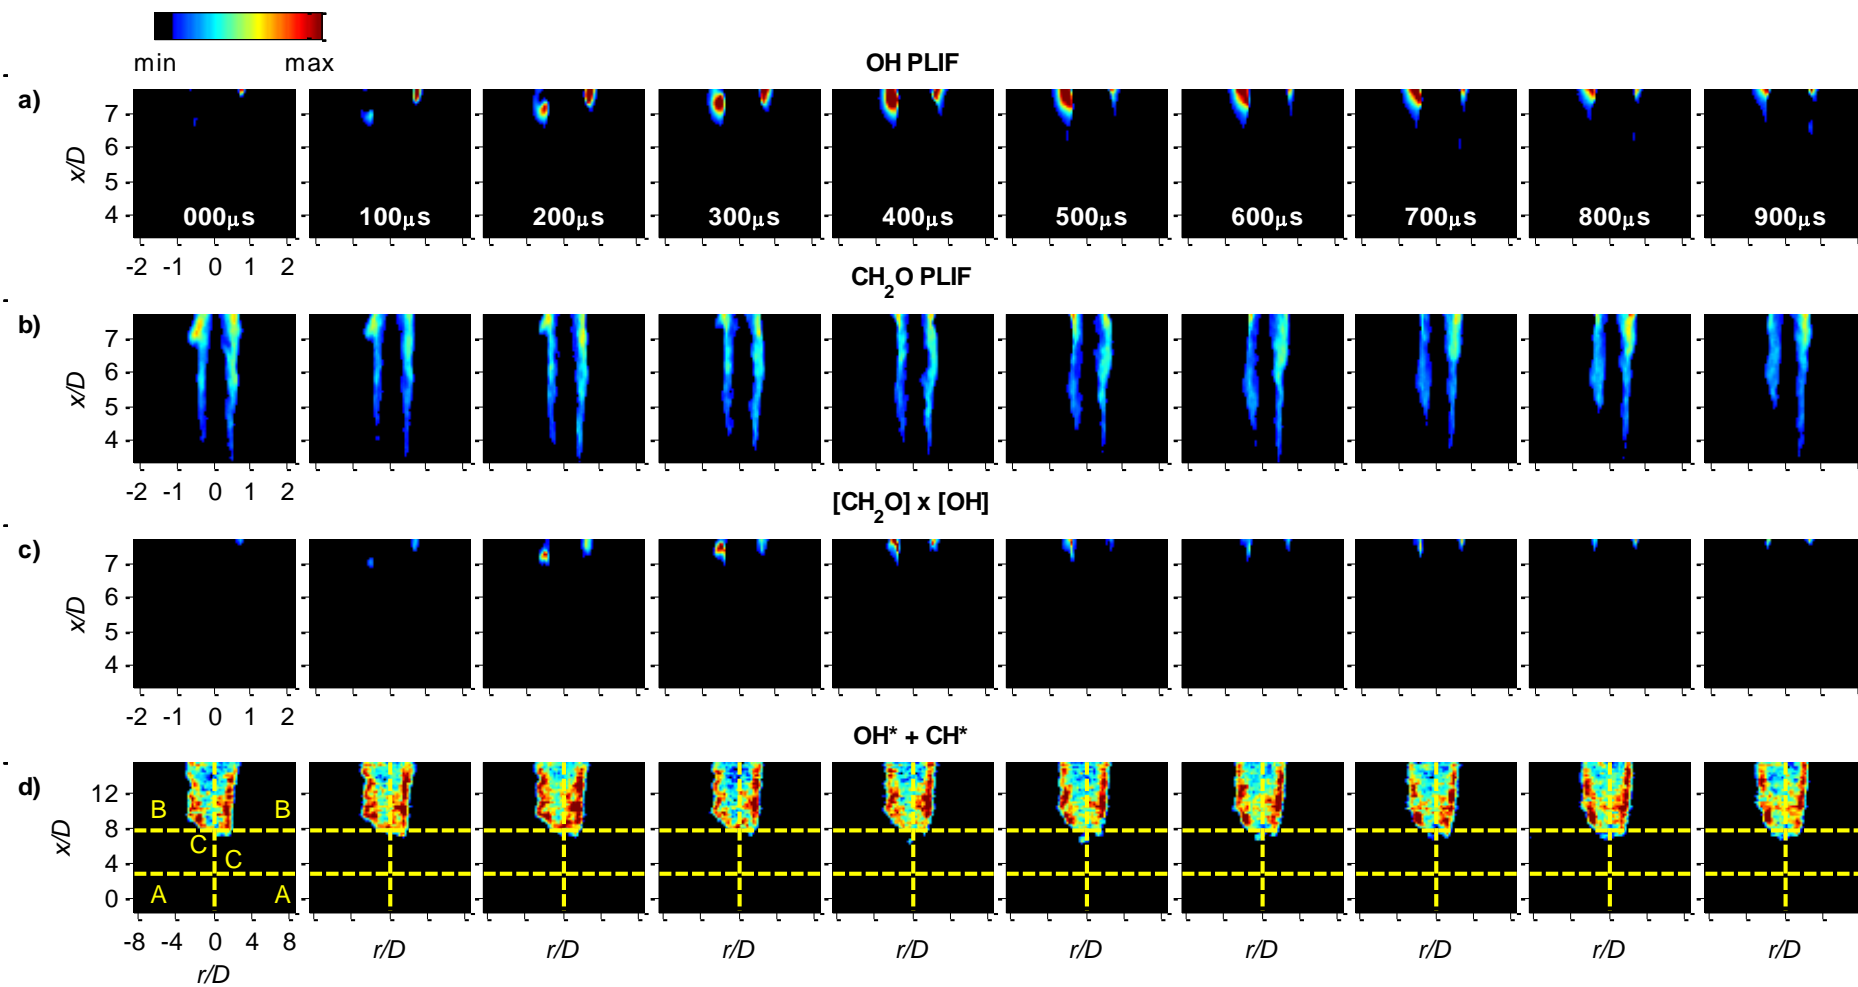 min max
OH PLIF
a)
x/D
7
6
5
4
000μs 100μs 200μs 300μs 400μs 500μs 600μs 700μs 800μs 900μs
-2 -1 0 1 2
CH2O PLIF
b)
x/D
7
6
5
4
-2 -1 0 1 2
[CH2O] x [OH]
c)
x/D
7
6
5
4
-2 -1 0 1 2
OH* + CH*
d)
x/D
12
8
4
0
B B
C
C
A A
-8 -4 0 4 8
r/D r/D r/D r/D r/D r/D r/D r/D r/D
r/D